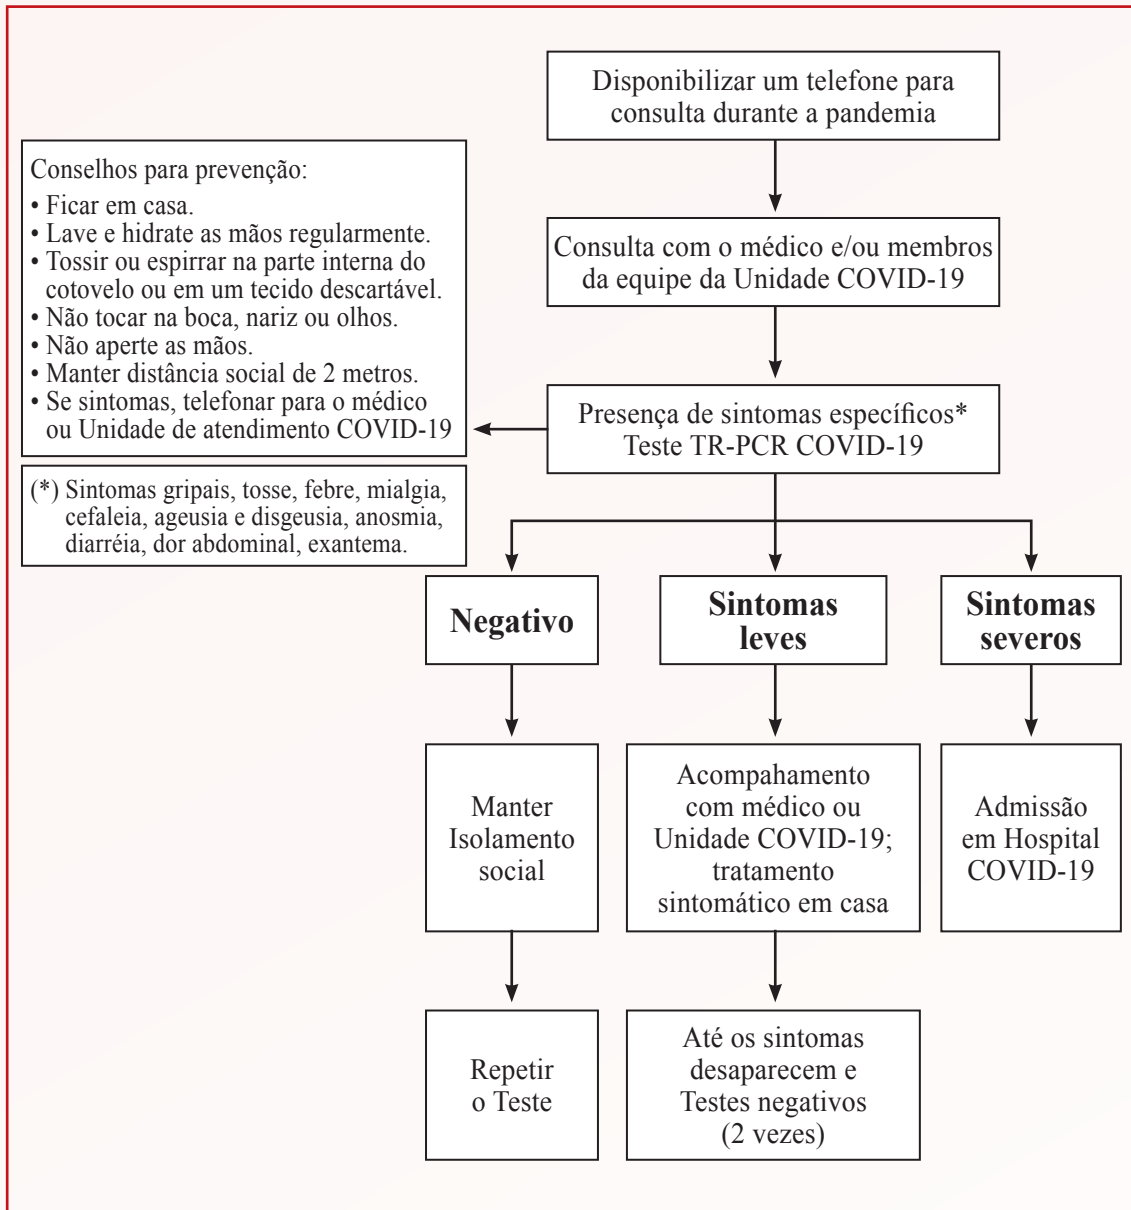 Disponibilizar um telefone para
consulta durante a pandemia
Conselhos para prevenção:
• Ficar em casa.
• Lave e hidrate as mãos regularmente.
• Tossir ou espirrar na parte interna do
cotovelo ou em um tecido descartável.
• Não tocar na boca, nariz ou olhos.
• Não aperte as mãos.
• Manter distância social de 2 metros.
• Se sintomas, telefonar para o médico
ou Unidade de atendimento COVID-19
Consulta com o médico e/ou membros
da equipe da Unidade COVID-19
Presença de sintomas específicos*
Teste TR-PCR COVID-19
(*) Sintomas gripais, tosse, febre, mialgia,
cefaleia, ageusia e disgeusia, anosmia,
diarréia, dor abdominal, exantema.
Negativo
Sintomas
leves
Sintomas
severos
Manter
Isolamento
social
Acompahamento
com médico ou
Unidade COVID-19;
tratamento
sintomático em casa
Admissão
em Hospital
COVID-19
Repetir
o Teste
Até os sintomas
desaparecem e
Testes negativos
(2 vezes)